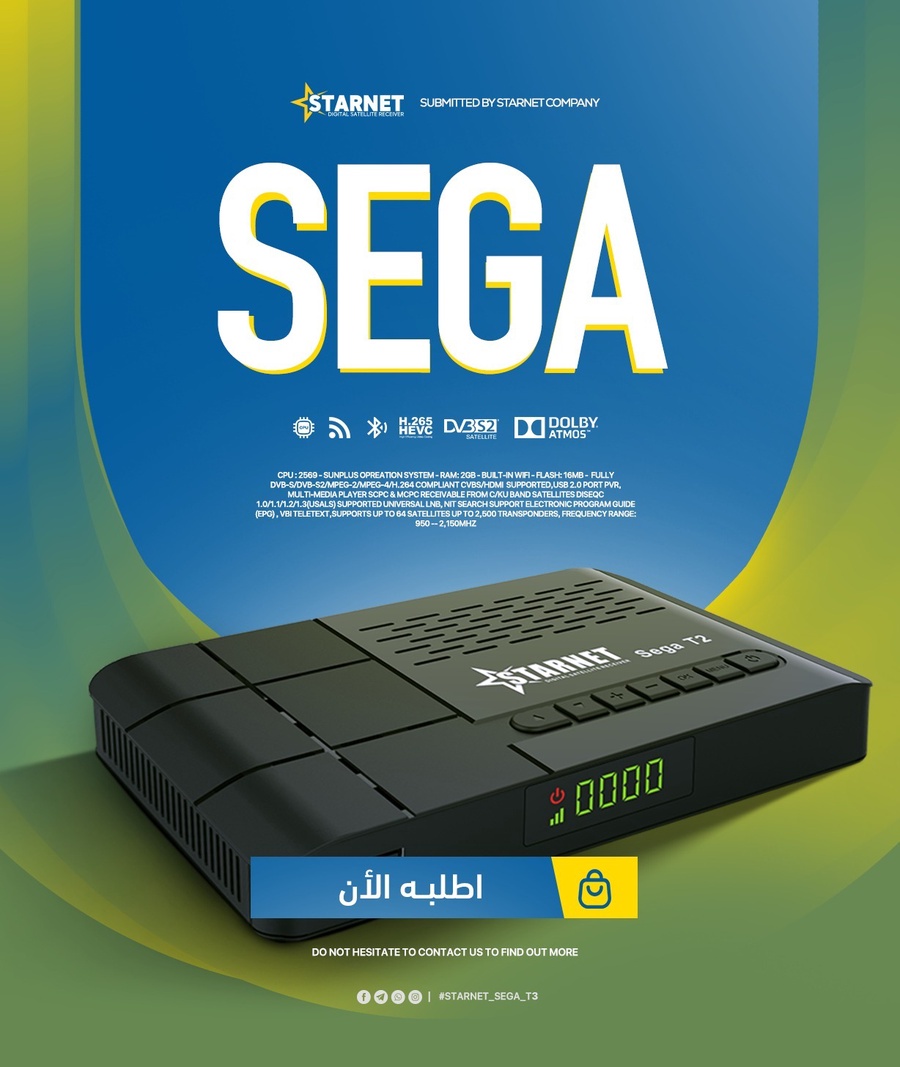 STARNET
DIGITAL SATELLITE RECEIVER
SUBMITTED BY STARNET COMPANY
SEGA
CPU
H.265
HEVC
DVB S2
SATELLITE
DOLBY
ATMOS™
CPU : 2569 - SUNPLUS OPREATION SYSTEM - RAM: 2GB - BUILT-IN WIFI - FLASH: 16MB - FULLY
DVB-S/DVB-S2/MPEG-2/MPEG-4/H.264 COMPLIANT CVBS/HDMI SUPPORTED,USB 2.0 PORT PVR,
MULTI-MEDIA PLAYER SCPC & MCPC RECEIVABLE FROM C/KU BAND SATELLITES DISEQC
1.0/1.1/1.2/1.3(USALS) SUPPORTED UNIVERSAL LNB, NIT SEARCH SUPPORT ELECTRONIC PROGRAM GUIDE
(EPG) , VBI TELETEXT,SUPPORTS UP TO 64 SATELLITES UP TO 2,500 TRANSPONDERS, FREQUENCY RANGE:
950 -- 2,150MHZ
STARNET Sega T2
DIGITAL SATELLITE RECEIVER
MENU
0000
اطلبه الأن
DO NOT HESITATE TO CONTACT US TO FIND OUT MORE
| #STARNET_SEGA_T3